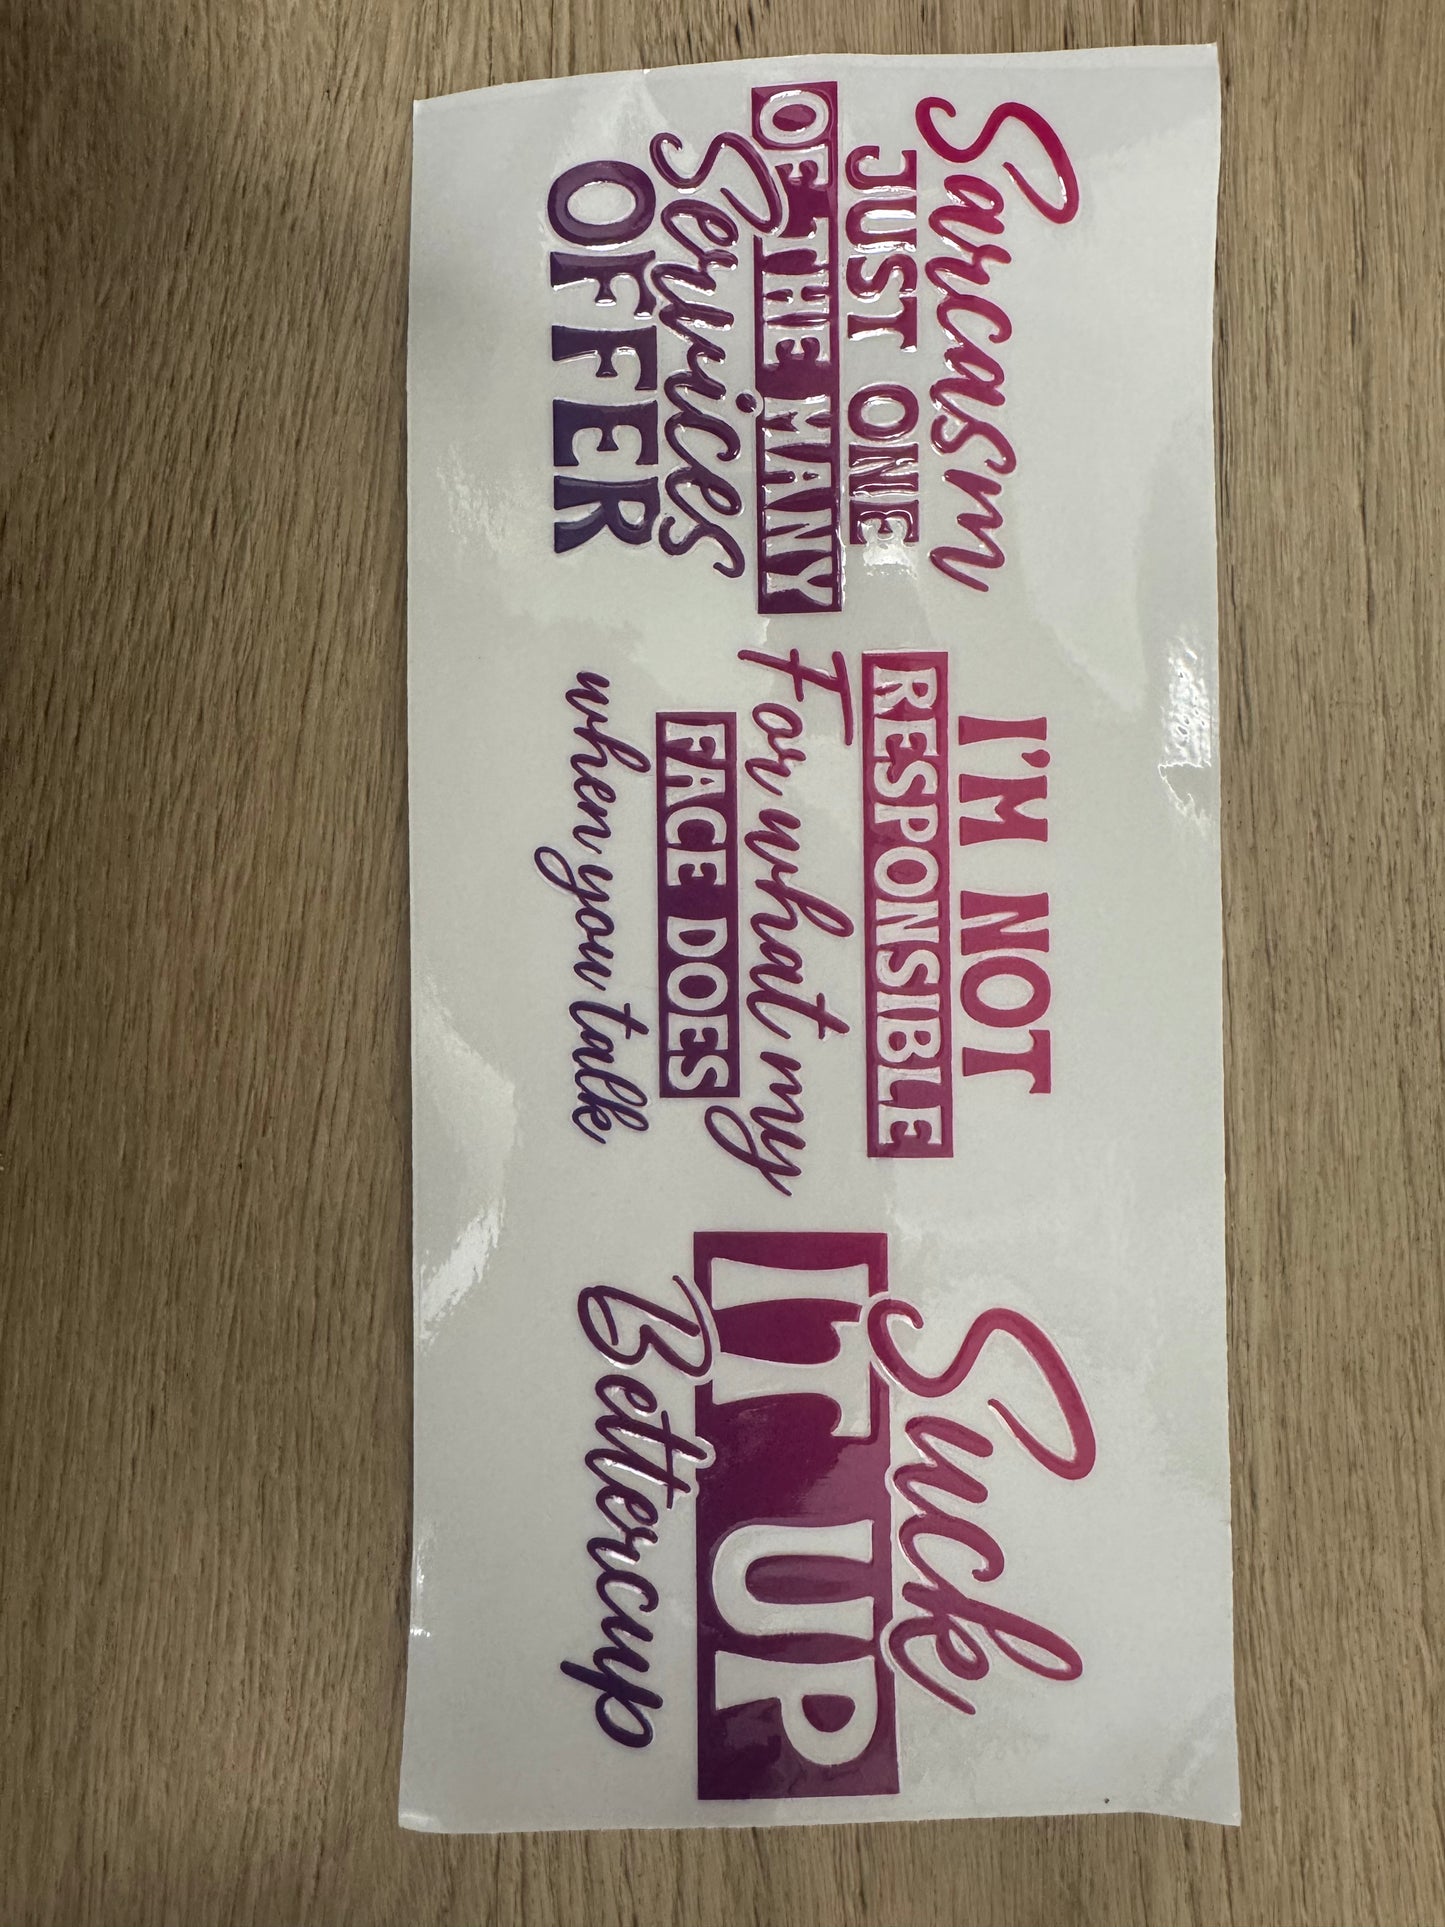 Sarcasm
JUST ONE
OF THE MANY
Services
OFFER
I'M NOT
RESPONSIBLE
For what my
FACE DOES
when you talk
Suck
IT UP
Buttercup